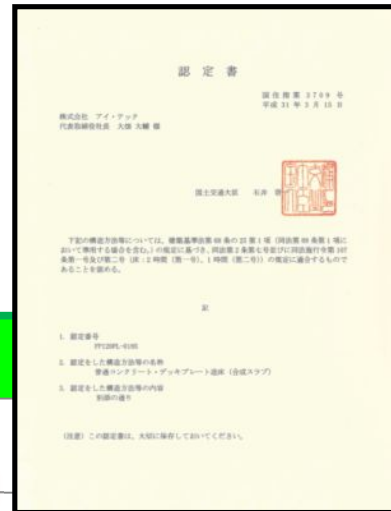 認 定 書
国住指第 3709 号
平成 31 年 3 月 15 日
株式会社 アイ・テック
代表取締役社長 大畑 大輔 様
国土交通大臣 石井
下記の構造方法等については、建築基準法第 68 条の 25 第 1 項（同法第 88 条第 1 項に
おいて準用する場合を含む。）の規定に基づき、同法第 2 条第七号並びに同法施行令第 107
条第一号及び第二号（床：2 時間（第一号）、1 時間（第二号））の規定に適合するもので
あることを認める。
記
1. 認定番号
2. 認定をした構造方法等の名称
普通コンクリート・デッキプレート造床（合成スラブ）
3. 認定をした構造方法等の内容
別添の通り
（注意）この認定書は、大切に保存しておいてください。